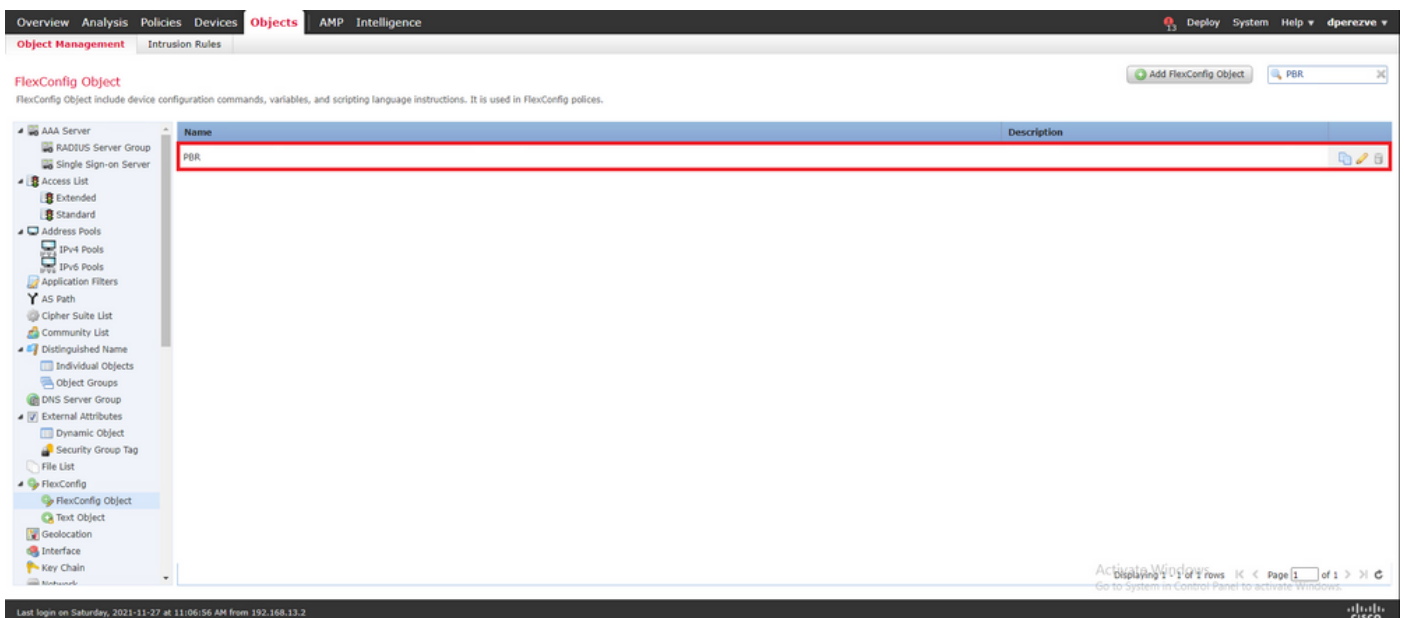 Overview Analysis Policies Devices Objects AMP Intelligence 13 Deploy System Help dperezve
Object Management Intrusion Rules
FlexConfig Object
Add FlexConfig Object PBR
FlexConfig Object include device configuration commands, variables, and scripting language instructions. It is used in FlexConfig polices.
AAA Server
RADIUS Server Group
Single Sign-on Server
Access List
Extended
Standard
Address Pools
IPv4 Pools
IPv6 Pools
Application Filters
AS Path
Cipher Suite List
Community List
Distinguished Name
Individual Objects
Object Groups
DNS Server Group
External Attributes
Dynamic Object
Security Group Tag
File List
FlexConfig
FlexConfig Object
Text Object
Geolocation
Interface
Key Chain
Network
Name Description
PBR
Activate Windows
Go to System in Control Panel to activate Windows.
Displaying 1 - 1 of 1 rows Page 1 of 1
Last login on Saturday, 2021-11-27 at 11:06:56 AM from 192.168.13.2
CISCO